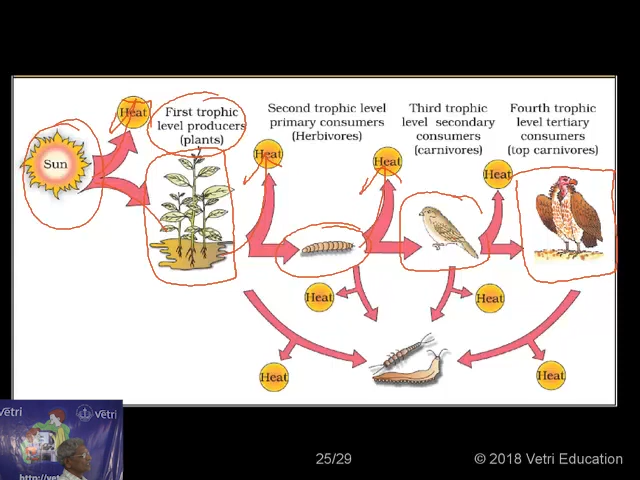 Heat
First trophic
level producers
(plants)
Second trophic level
primary consumers
(Herbivores)
Third trophic
level secondary
consumers
(carnivores)
Fourth trophic
level tertiary
consumers
(top carnivores)
Sun
Heat
Heat
Heat
Heat
Heat
Heat
Heat
Vetri
Vetri
25/29
© 2018 Vetri Education